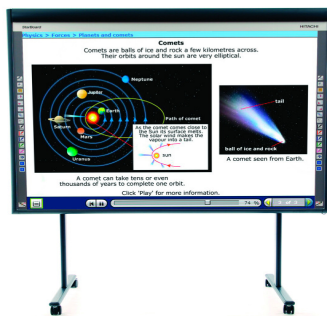 StarBoard
HITACHI
Physics > Forces > Planets and comets
Comets
Comets are balls of ice and rock a few kilometres across.
Their orbits around the sun are very elliptical.
Neptune
Jupiter
Earth
Saturn
Mars
Uranus
Path of comet
As the comet comes close to
the Sun its surface melts.
The solar wind makes the
vapour into a tail.
sun
tail
ball of ice and rock
A comet seen from Earth.
A comet can take tens or even
thousands of years to complete one orbit.
Click 'Play' for more information.
74 %
3 of 3